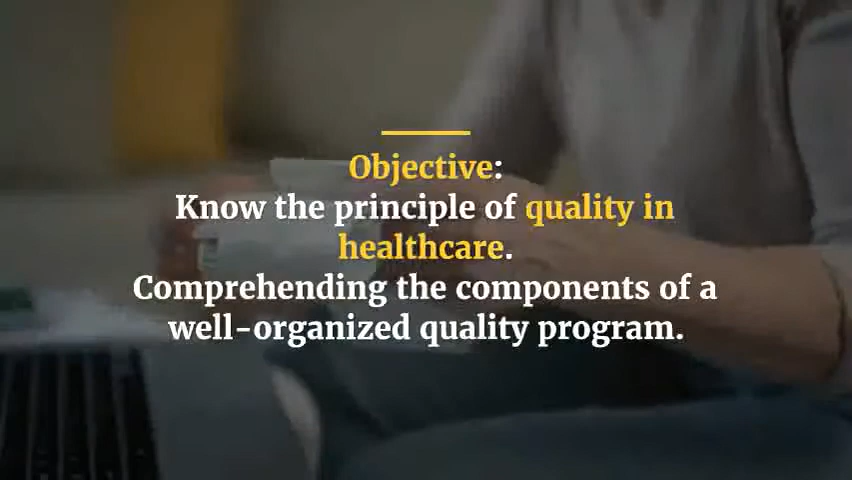 Objective:
Know the principle of quality in
healthcare.
Comprehending the components of a
well-organized quality program.